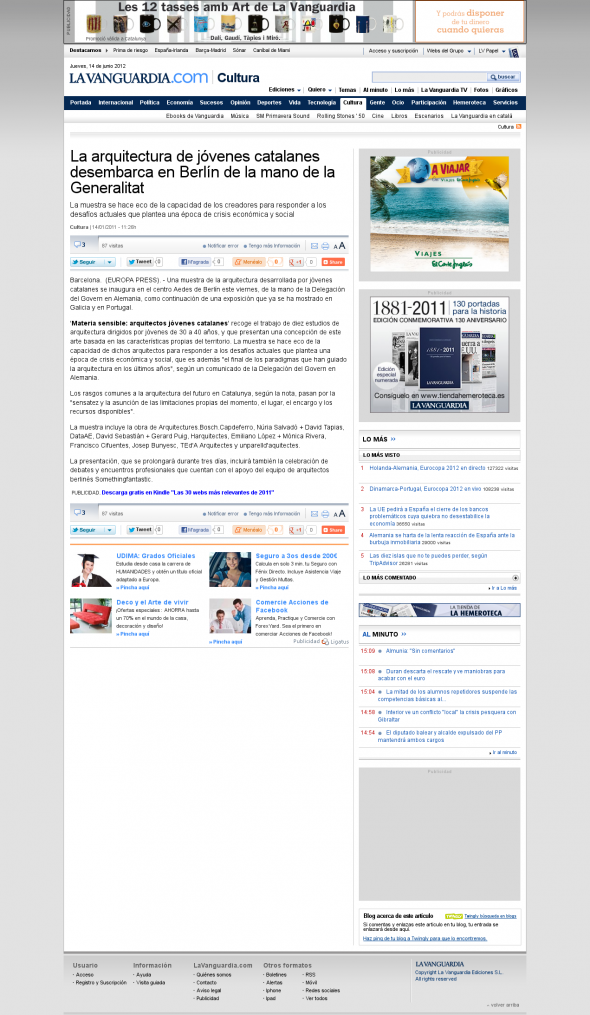 PUBLICIDAD
Les 12 tasses amb Art de La Vanguardia
Promoció vàlida a Catalunya
Dalí, Gaudí, Tàpies i Miró.
Y podrás disponer
de tu dinero
cuando quieras
Destacamos
Prima de riesgo
España-Irlanda
Barça-Madrid
Sónar
Caníbal de Miami
Acceso y suscripción
Webs del Grupo
LV Papel
Jueves, 14 de junio 2012
LAVANGUARDIA.COM Cultura
buscar
Ediciones
Quiero
Temas
Al minuto
Lo más
La Vanguardia TV
Fotos
Gráficos
Portada
Internacional
Política
Economía
Sucesos
Opinión
Deportes
Vida
Tecnología
Cultura
Gente
Ocio
Participación
Hemeroteca
Servicios
Ebooks de Vanguardia
Música
SM Primavera Sound
Rolling Stones '50
Cine
Libros
Escenarios
La Vanguardia en català
Cultura
La arquitectura de jóvenes catalanes
desembarca en Berlín de la mano de la
Generalitat
La muestra se hace eco de la capacidad de los creadores para responder a los
desafíos actuales que plantea una época de crisis económica y social
Cultura | 14/01/2011 - 11:28h
3
87 visitas
Notificar error
Tengo más Información
A A
Seguir
Tweet 0
M'agrada 0
Menéalo 0
+1 0
Share
Barcelona. (EUROPA PRESS). - Una muestra de la arquitectura desarrollada por jóvenes
catalanes se inaugura en el centro Aedes de Berlín este viernes, de la mano de la Delegación
del Govern en Alemania, como continuación de una exposición que ya se ha mostrado en
Galicia y en Portugal.
'Materia sensible: arquitectos jóvenes catalanes' recoge el trabajo de diez estudios de
arquitectura dirigidos por jóvenes de 30 a 40 años, y que presentan una concepción de este
arte basada en las características propias del territorio. La muestra se hace eco de la
capacidad de dichos arquitectos para responder a los desafíos actuales que plantea una
época de crisis económica y social, que es además "el final de los paradigmas que han guiado
la arquitectura en los últimos años", según un comunicado de la Delegación del Govern en
Alemania.
Los rasgos comunes a la arquitectura del futuro en Catalunya, según la nota, pasan por la
"sensatez y la asunción de las limitaciones propias del momento, el lugar, el encargo y los
recursos disponibles".
La muestra incluye la obra de Arquitectures.Bosch.Capdeferro, Núria Salvadó + David Tapias,
DataAE, David Sebastián + Gerard Puig, Harquitectes, Emiliano López + Mónica Rivera,
Francisco Cifuentes, Josep Bunyesc, TEd'A Arquitectes y unparelld'arquitectes.
La presentación, que se prolongará durante tres días, incluirá también la celebración de
debates y encuentros profesionales que cuentan con el apoyo del equipo de arquitectos
berlinés Somethingfantastic.
PUBLICIDAD Descarga gratis en Kindle "Las 30 webs más relevantes de 2011"
3
87 visitas
Notificar error
Tengo más Información
A A
Seguir
Tweet 0
M'agrada 0
Menéalo 0
+1 0
Share
UDIMA: Grados Oficiales
Estudia desde casa la carrera de
HUMANIDADES y obtén un título oficial
adaptado a Europa.
» Pincha aquí
Seguro a 3os desde 200€
Calcula en solo 3 min. tu Seguro con
Fénix Directo. Incluye Asistencia Viaje
y Gestión Multas.
» Pincha aquí
Deco y el Arte de vivir
¡Ofertas especiales : AHORRA hasta
un 70% en el mundo de la casa,
decoración y diseño!
» Pincha aquí
Comercie Acciones de
Facebook
Aprenda, Practique y Comercie con
Forex Yard. Sea el primero en
comerciar Acciones de Facebook!
» Pincha aquí
Publicidad Ligatus
Publicidad
A VIAJAR
VIAJES
El Corte Inglés
Publicidad
1881-2011 130 portadas
para la historia
EDICIÓN CONMEMORATIVA 130 ANIVERSARIO
Edición
especial
numerada
Consíguelo en www.tiendahemeroteca.es
LA VANGUARDIA
LO MÁS »
LO MÁS VISTO
1 Holanda-Alemania, Eurocopa 2012 en directo 127322 visitas
2 Dinamarca-Portugal, Eurocopa 2012 en vivo 108239 visitas
3 La UE pedirá a España el cierre de los bancos
problemáticos cuya quiebra no desestabilice la
economía 36550 visitas
4 Alemania se harta de la lenta reacción de España ante la
burbuja inmobiliaria 29000 visitas
5 Las diez islas que no te puedes perder, según
TripAdvisor 26281 visitas
LO MÁS COMENTADO
Ir a Lo más
LA TIENDA DE
LA HEMEROTECA
AL MINUTO »
15:09 Almunia: "Sin comentarios"
15:08 Duran descarta el rescate y ve maniobras para
acabar con el euro
15:04 La mitad de los alumnos repetidores suspende las
competencias básicas al...
14:58 Interior ve un conflicto "local" la crisis pesquera con
Gibraltar
14:54 El diputado balear y alcalde expulsado del PP
mantendrá ambos cargos
Ir al minuto
Publicidad
Blog acerca de este artículo
Twingly búsqueda en blogs
Si comentas y enlazas este artículo en tu blog, tu entrada se
enlazará desde aquí.
Haz ping de tu blog a Twingly para que lo encontremos.
Usuario
Acceso
Registro y Suscripción
Información
Ayuda
Visita guiada
LaVanguardia.com
Quiénes somos
Contacto
Aviso legal
Publicidad
Otros formatos
Boletines
Alertas
Iphone
Ipad
RSS
Móvil
Redes sociales
Ver todos
LA VANGUARDIA
Copyright La Vanguardia Ediciones S.L.
All rights reserved
volver arriba